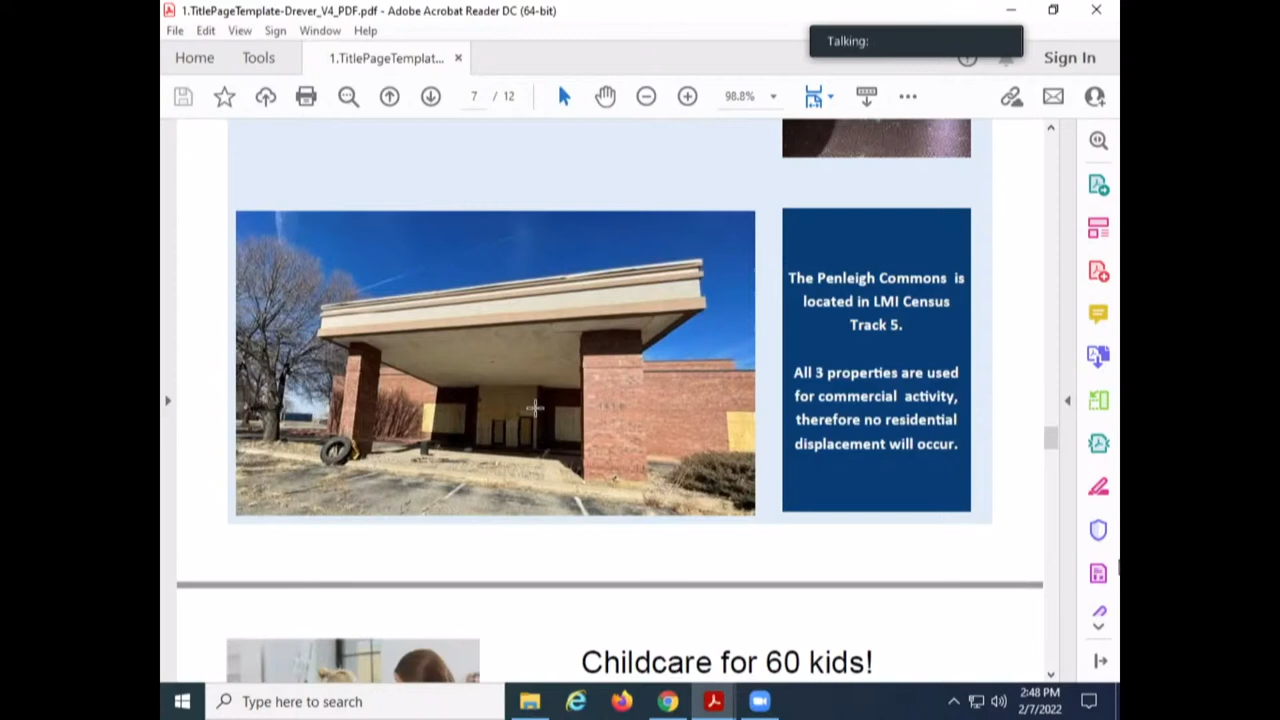 1.TitlePageTemplate-Drever_V4_PDF.pdf - Adobe Acrobat Reader DC (64-bit)
File Edit View Sign Window Help
Talking:
Home Tools 1.TitlePageTemplat... Sign In
7 / 12 98.8%
The Penleigh Commons is
located in LMI Census
Track 5.
All 3 properties are used
for commercial activity,
therefore no residential
displacement will occur.
Childcare for 60 kids!
Type here to search
2:48 PM
2/7/2022